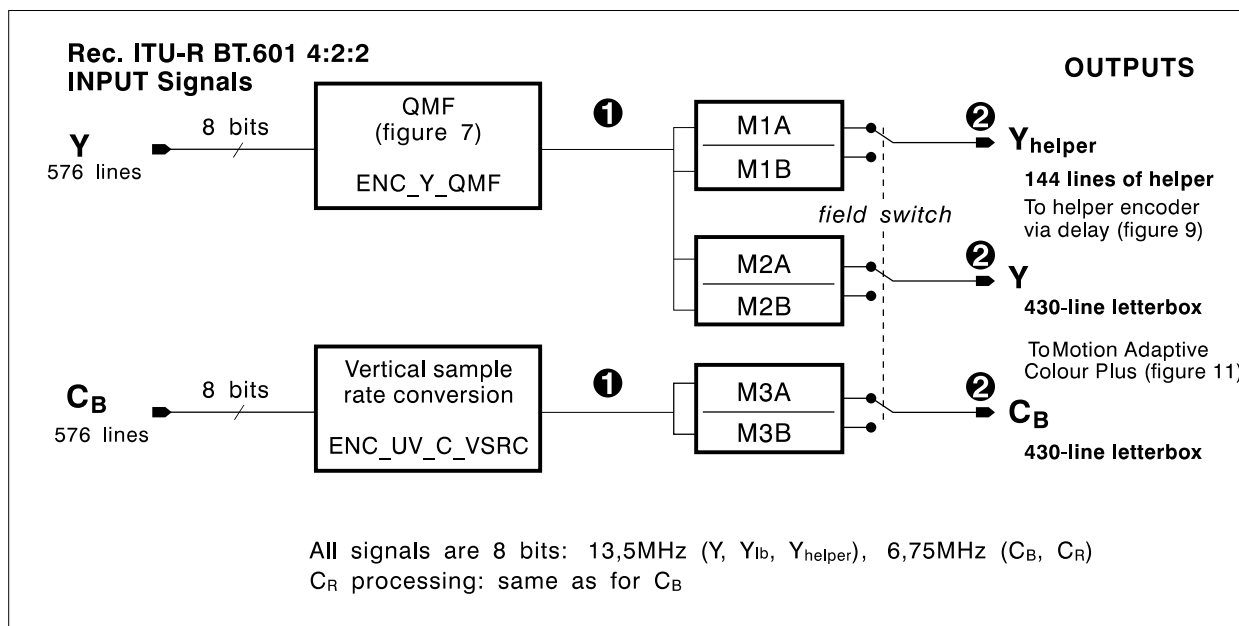 Rec. ITU-R BT.601 4:2:2
INPUT Signals
OUTPUTS
Y
576 lines
8 bits
QMF
(figure 7)
ENC_Y_QMF
❶
M1A
M1B
❷
Yhelper
144 lines of helper
To helper encoder
via delay (figure 9)
field switch
M2A
M2B
❷
Y
430-line letterbox
ToMotion Adaptive
Colour Plus (figure 11)
CB
576 lines
8 bits
Vertical sample
rate conversion
ENC_UV_C_VSRC
❶
M3A
M3B
❷
CB
430-line letterbox
All signals are 8 bits: 13,5MHz (Y, Ylb, Yhelper), 6,75MHz (CB, CR)
CR processing: same as for CB